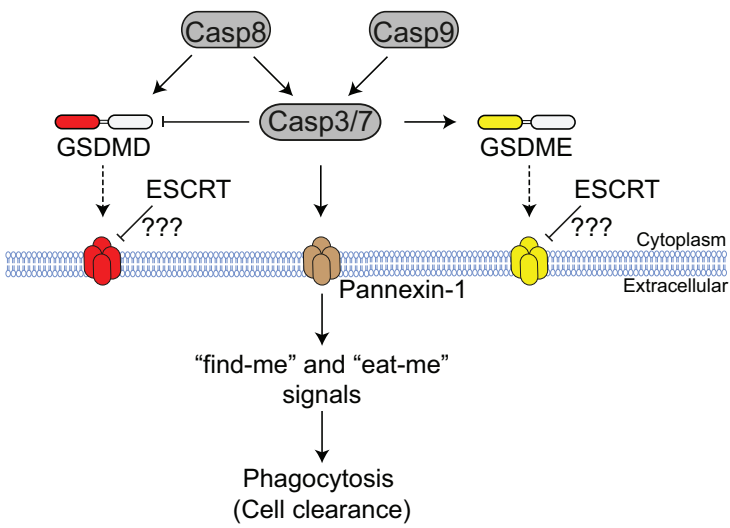 Casp8
Casp9
Casp3/7
GSDMD
GSDME
ESCRT
???
ESCRT
???
Cytoplasm
Extracellular
Pannexin-1
“find-me” and “eat-me”
signals
Phagocytosis
(Cell clearance)